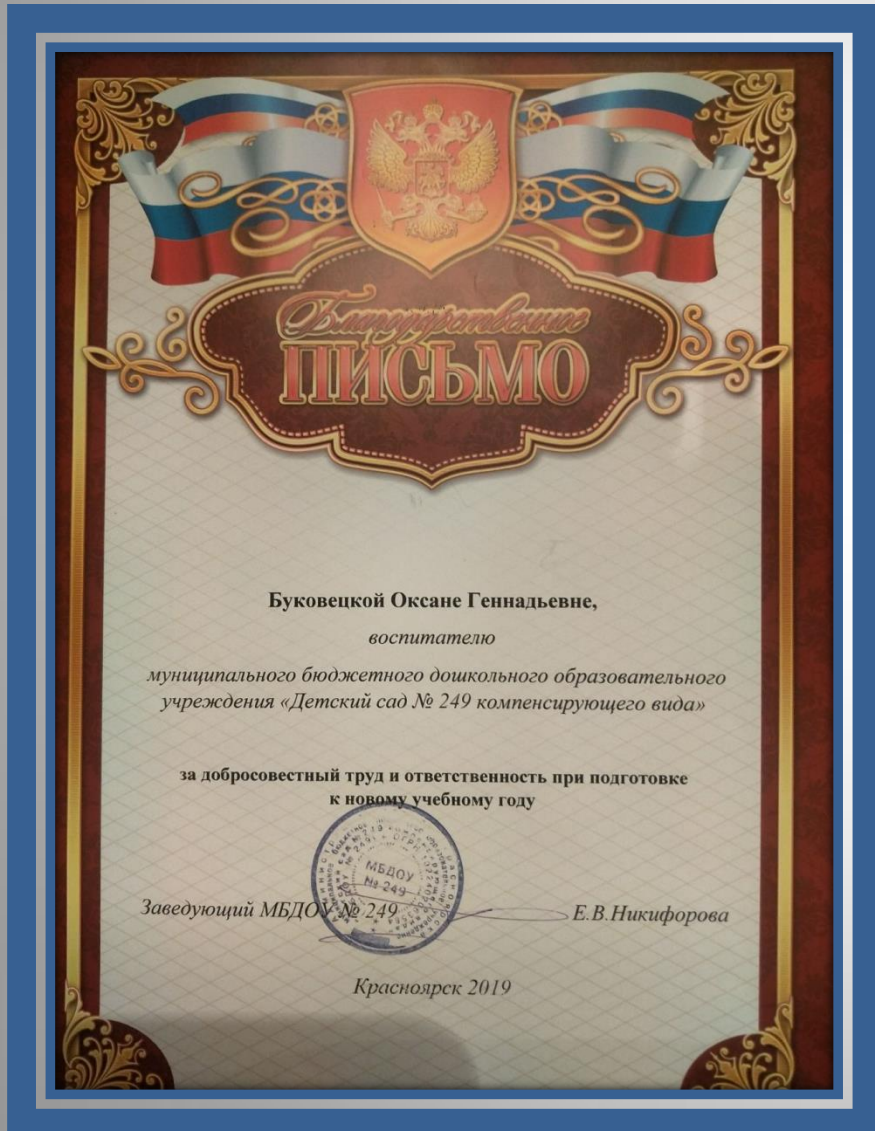 Благодарственное
ПИСЬМО
Буковецкой Оксане Геннадьевне,
воспитателю
муниципального бюджетного дошкольного образовательного
учреждения «Детский сад № 249 компенсирующего вида»
за добросовестный труд и ответственность при подготовке
к новому учебному году
МБДОУ
№ 249
Заведующий МБДОУ № 249 Е.В.Никифорова
Красноярск 2019